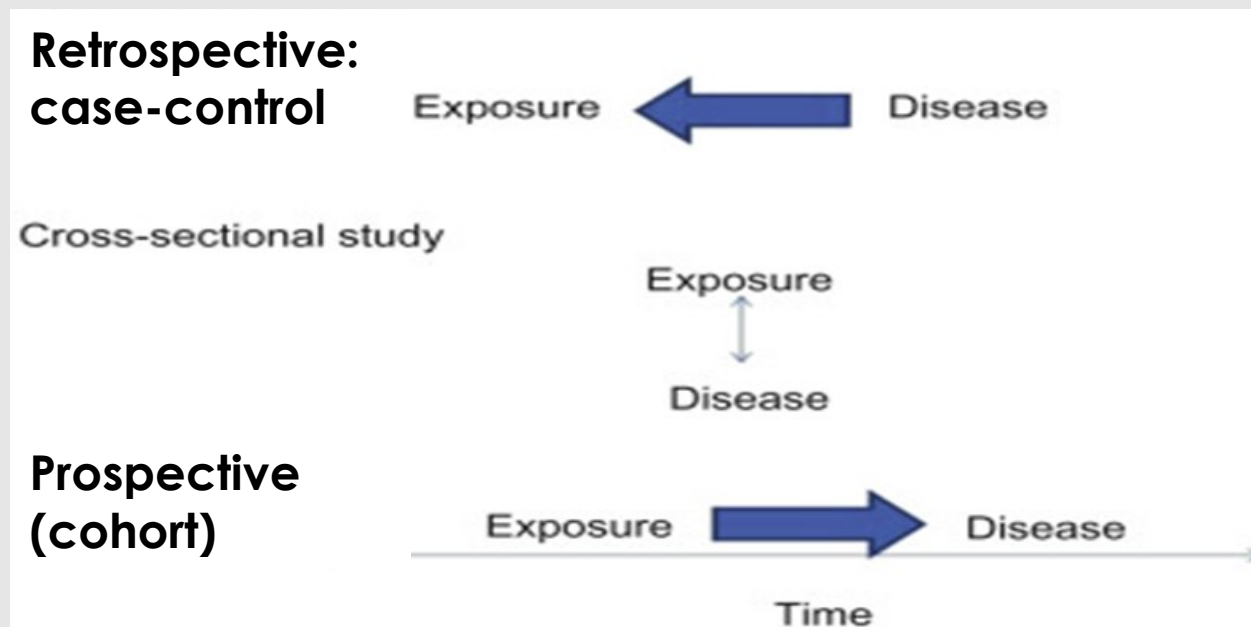 Retrospective:
case-control
Exposure Disease
Cross-sectional study
Exposure
Disease
Prospective
(cohort)
Exposure Disease
Time